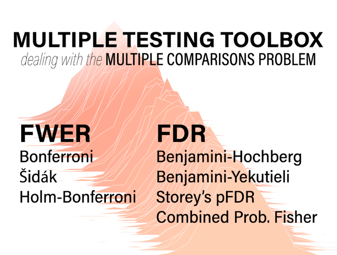 MULTIPLE TESTING TOOLBOX
dealing with the MULTIPLE COMPARISONS PROBLEM
FWER
Bonferroni
Šidák
Holm-Bonferroni
FDR
Benjamini-Hochberg
Benjamini-Yekutieli
Storey's pFDR
Combined Prob. Fisher